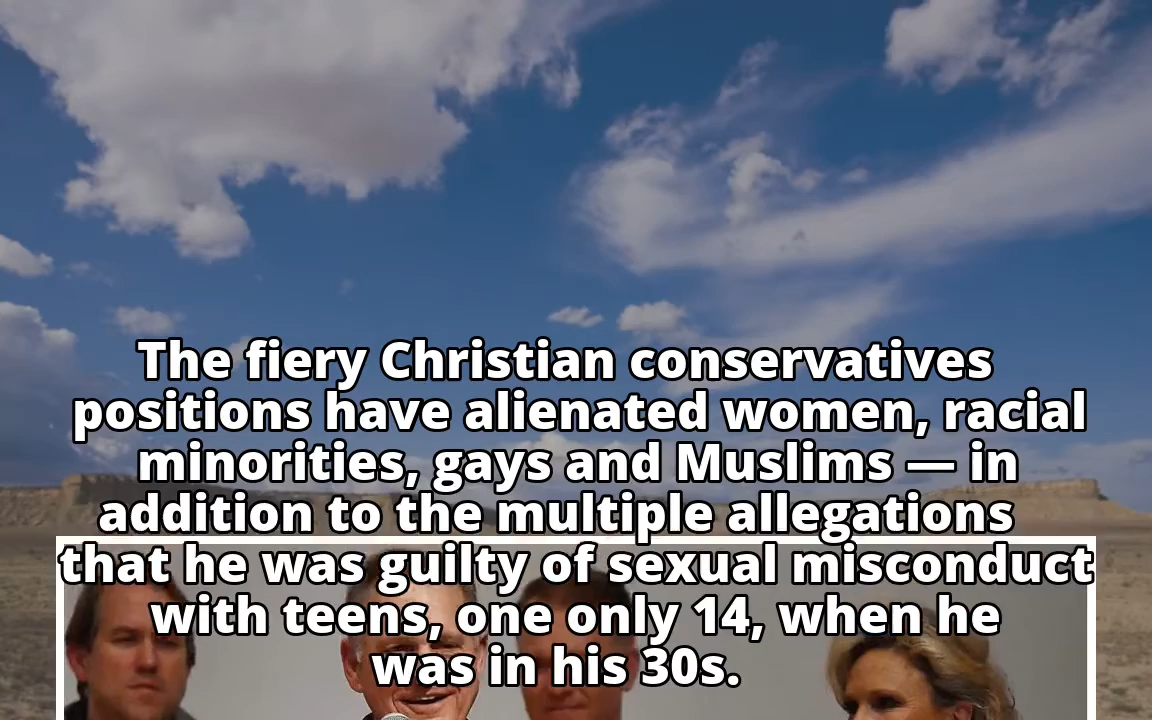 The fiery Christian conservatives
positions have alienated women, racial
minorities, gays and Muslims — in
addition to the multiple allegations
that he was guilty of sexual misconduct
with teens, one only 14, when he
was in his 30s.